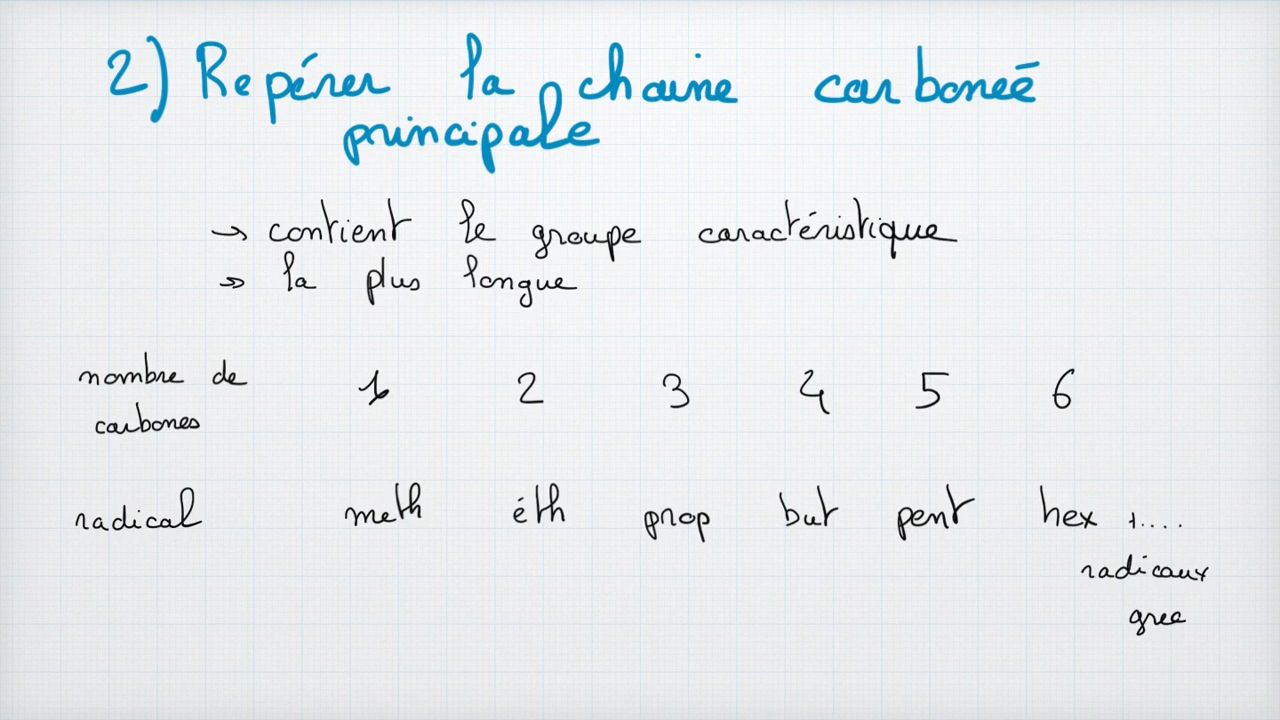 2) Repérer la chaine carboneé
principale
→ contient le groupe caractéristique
→ la plus longue
nombre de carbones 1 2 3 4 5 6
radical meth éth prop but pent hex +....
radicaux
grec